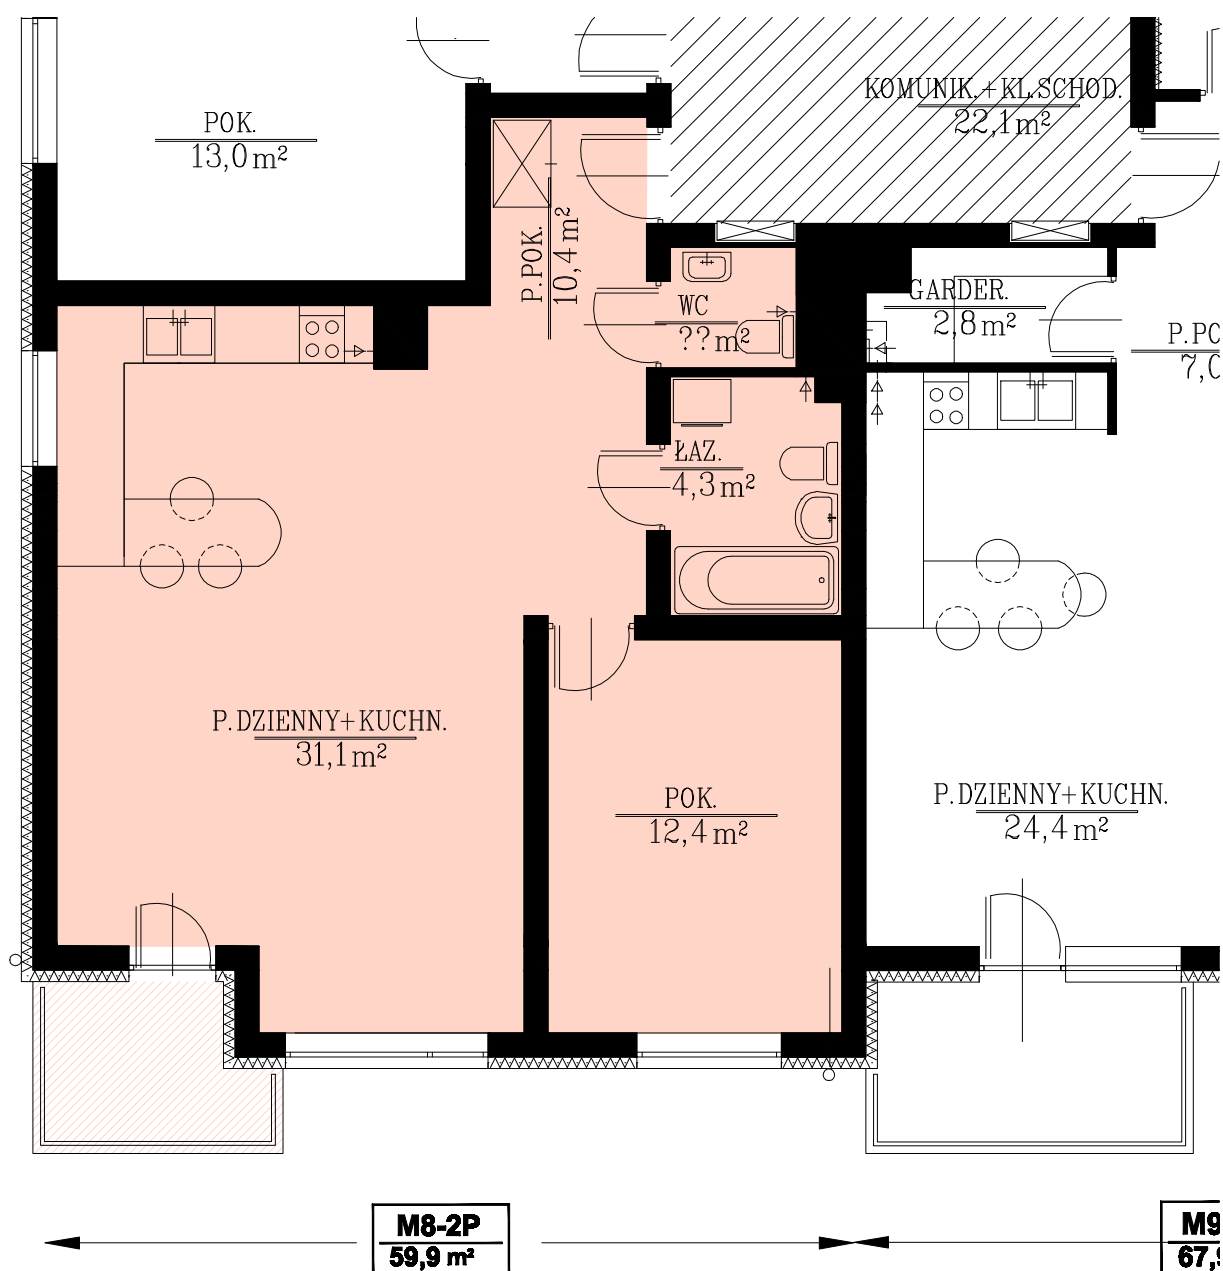 KOMUNIK.+KL.SCHOD.
22,1m²
POK.
13,0m²
P.POK.
10,4m²
WC
??m²
GARDER.
2,8m²
P.PO
7,0
ŁAZ.
4,3m²
P.DZIENNY+KUCHN.
31,1m²
POK.
12,4m²
P.DZIENNY+KUCHN.
24,4m²
M8-2P
59,9 m²
M9
67,9